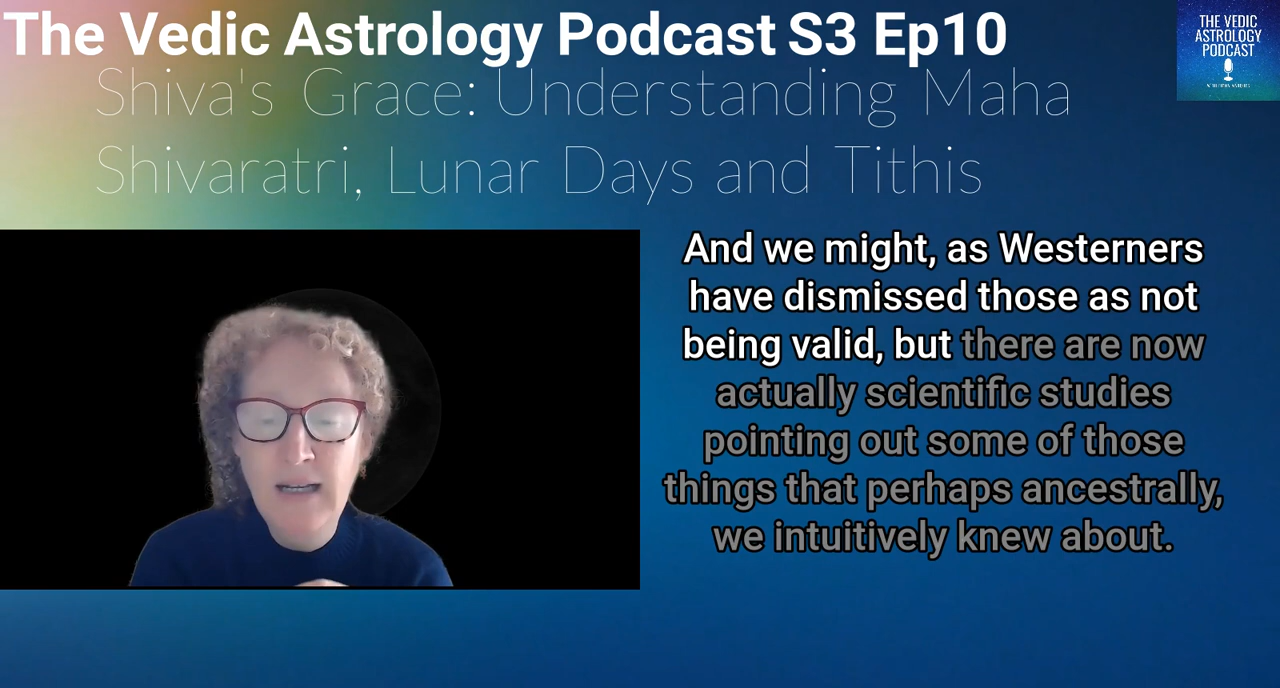 The Vedic Astrology Podcast S3 Ep10
Shiva's Grace: Understanding Maha
Shivaratri, Lunar Days and Tithis
THE VEDIC
ASTROLOGY
PODCAST
And we might, as Westerners
have dismissed those as not
being valid, but there are now
actually scientific studies
pointing out some of those
things that perhaps ancestrally,
we intuitively knew about.